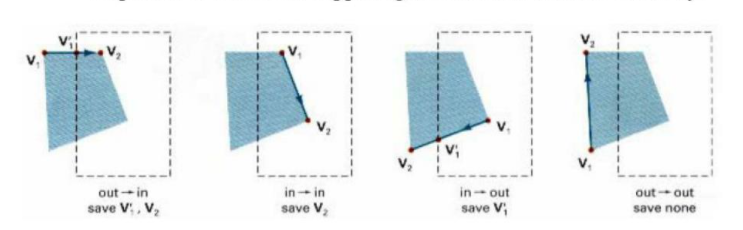 V₁ V'₁ V₂
out → in
save V'₁, V₂
V₁
V₂
in → in
save V₂
V₁
V₂ V'₁
in → out
save V'₁
V₂
V₁
out → out
save none